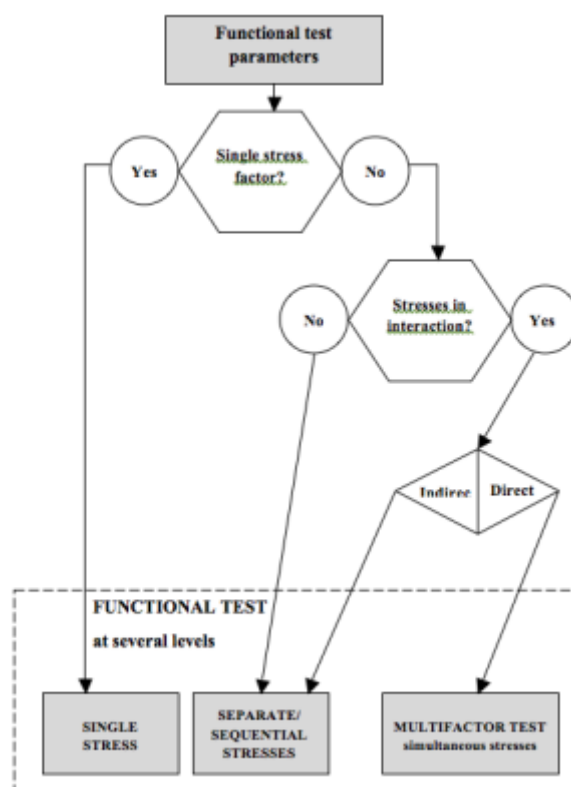 Functional test
parameters
Single stress
factor?
Yes
No
Stresses in
interaction?
No
Yes
Indirec
Direct
FUNCTIONAL TEST
at several levels
SINGLE
STRESS
SEPARATE/
SEQUENTIAL
STRESSES
MULTIFACTOR TEST
simultaneous stresses